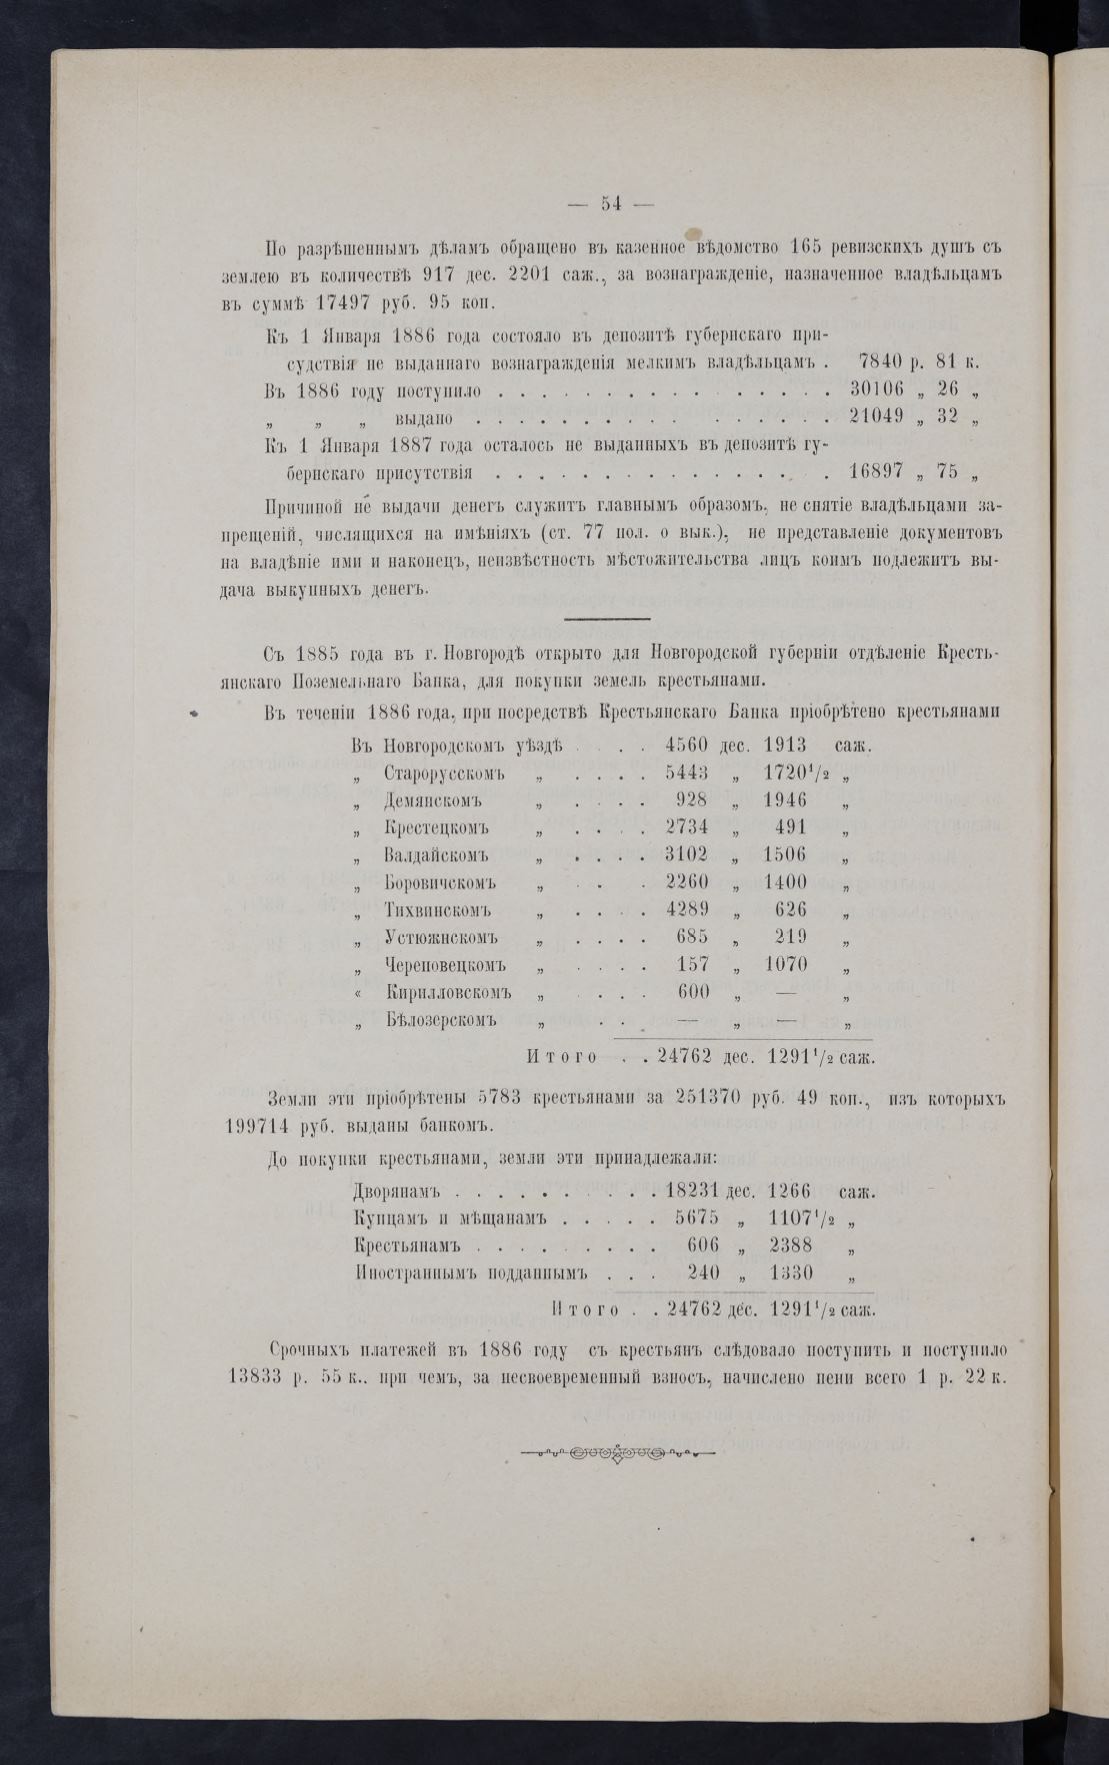 — 54 —
По разрѣшеннымъ дѣламъ обращено въ казенное вѣдомство 165 ревизскихъ душъ съ
землею въ количествѣ 917 дес. 2201 саж., за вознагражденіе, назначенное владѣльцамъ
въ суммѣ 17497 руб. 95 коп.
Къ 1 Января 1886 года состояло въ депозитѣ губернскаго при-
судствія не выданнаго вознагражденія мелкимъ владѣльцамъ . 7840 р. 81 к.
Въ 1886 году поступило . . . . . . . . . . . . . . . . 30106 „ 26 „
„ „ „ выдано . . . . . . . . . . . . . . . . 21049 „ 32 „
Къ 1 Января 1887 года осталось не выданныхъ въ депозитѣ гу-
бернскаго присутствія . . . . . . . . . . . . . . . . 16897 „ 75 „
Причиной не выдачи денегъ служитъ главнымъ образомъ, не снятіе владѣльцами за-
прещеній, числящихся на имѣніяхъ (ст. 77 пол. о вык.), не представленіе документовъ
на владѣніе ими и наконецъ, неизвѣстность мѣстожительства лицъ коимъ подлежитъ вы-
дача выкупныхъ денегъ.
Съ 1885 года въ г. Новгородѣ открыто для Новгородской губерніи отдѣленіе Кресть-
янскаго Поземельнаго Банка, для покупки земель крестьянами.
Въ теченіи 1886 года, при посредствѣ Крестьянскаго Банка пріобрѣтено крестьянами
Въ Новгородскомъ уѣздѣ . . . . 4560 дес. 1913 саж.
„ Старорусскомъ „ . . . . 5443 „ 1720¹/₂ „
„ Демянскомъ „ . . . . 928 „ 1946 „
„ Крестецкомъ „ . . . . 2734 „ 491 „
„ Валдайскомъ „ . . . . 3102 „ 1506 „
„ Боровичскомъ „ . . . 2260 „ 1400 „
„ Тихвинскомъ „ . . . . 4289 „ 626 „
„ Устюжнскомъ „ . . . . 685 „ 219 „
„ Череповецкомъ „ . . . . 157 „ 1070 „
« Кирилловскомъ „ . . . . 600 „ — „
„ Бѣлозерскомъ „ . . . — „ — „
Итого . . 24762 дес. 1291¹/₂ саж.
Земли эти пріобрѣтены 5783 крестьянами за 251370 руб. 49 коп., изъ которыхъ
199714 руб. выданы банкомъ.
До покупки крестьянами, земли эти принадлежали:
Дворянамъ . . . . . . . . . . 18231 дес. 1266 саж.
Купцамъ и мѣщанамъ . . . . . 5675 „ 1107¹/₂ „
Крестьянамъ . . . . . . . . . 606 „ 2388 „
Иностраннымъ подданнымъ . . . 240 „ 1330 „
Итого . . 24762 дес. 1291¹/₂ саж.
Срочныхъ платежей въ 1886 году съ крестьянъ слѣдовало поступить и поступило
13833 р. 55 к., при чемъ, за несвоевременный взносъ, начислено пени всего 1 р. 22 к.